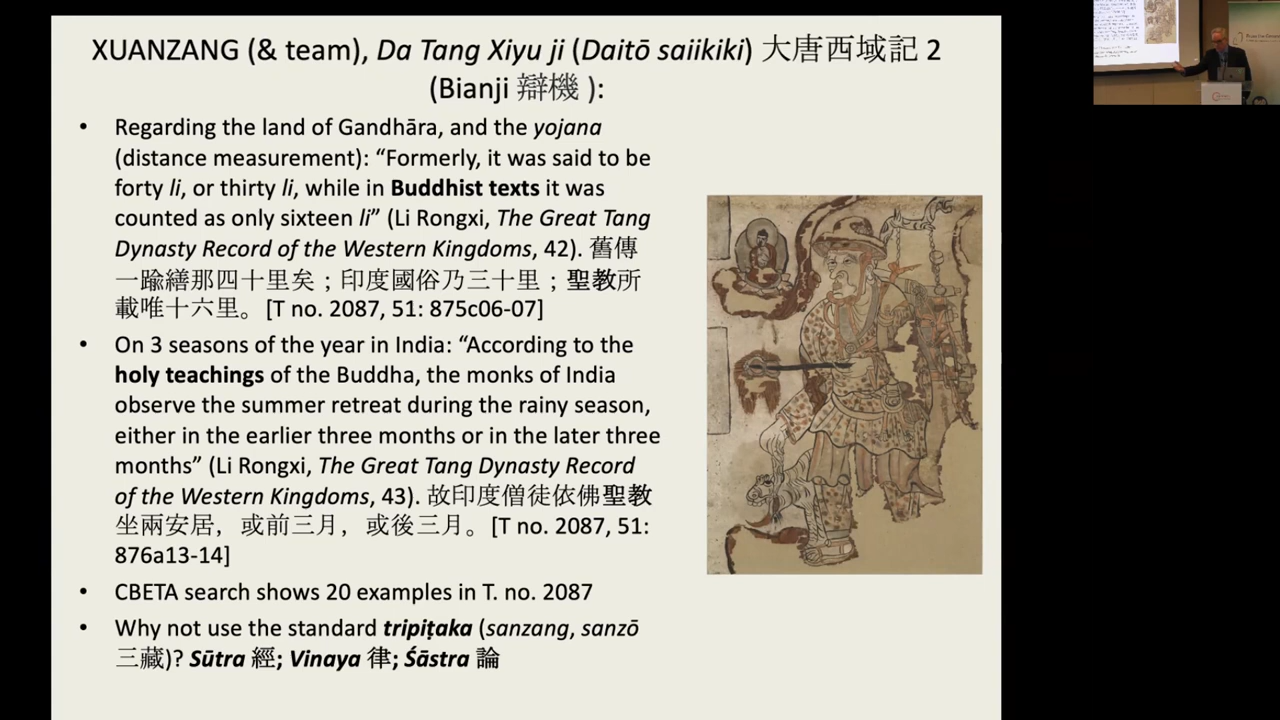 XUANZANG (& team), Da Tang Xiyu ji (Daitō saiikiki) 大唐西域記 2
(Bianji 辯機 ):
• Regarding the land of Gandhāra, and the yojana
(distance measurement): “Formerly, it was said to be
forty li, or thirty li, while in Buddhist texts it was
counted as only sixteen li” (Li Rongxi, The Great Tang
Dynasty Record of the Western Kingdoms, 42). 舊傳
一踰繕那四十里矣；印度國俗乃三十里；聖教所
載唯十六里。[T no. 2087, 51: 875c06-07]
• On 3 seasons of the year in India: “According to the
holy teachings of the Buddha, the monks of India
observe the summer retreat during the rainy season,
either in the earlier three months or in the later three
months” (Li Rongxi, The Great Tang Dynasty Record
of the Western Kingdoms, 43). 故印度僧徒依佛聖教
坐兩安居，或前三月，或後三月。[T no. 2087, 51:
876a13-14]
• CBETA search shows 20 examples in T. no. 2087
• Why not use the standard tripiṭaka (sanzang, sanzō
三藏)? Sūtra 經; Vinaya 律; Śāstra 論